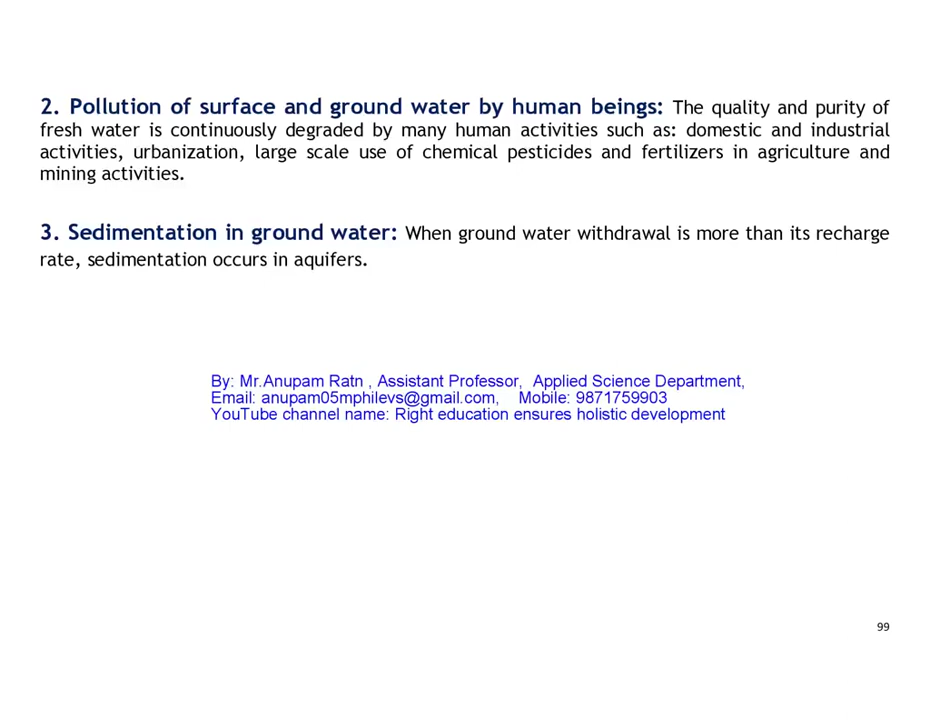 2. Pollution of surface and ground water by human beings: The quality and purity of
fresh water is continuously degraded by many human activities such as: domestic and industrial
activities, urbanization, large scale use of chemical pesticides and fertilizers in agriculture and
mining activities.
3. Sedimentation in ground water: When ground water withdrawal is more than its recharge
rate, sedimentation occurs in aquifers.
By: Mr.Anupam Ratn , Assistant Professor, Applied Science Department,
Email: anupam05mphilevs@gmail.com, Mobile: 9871759903
YouTube channel name: Right education ensures holistic development
99